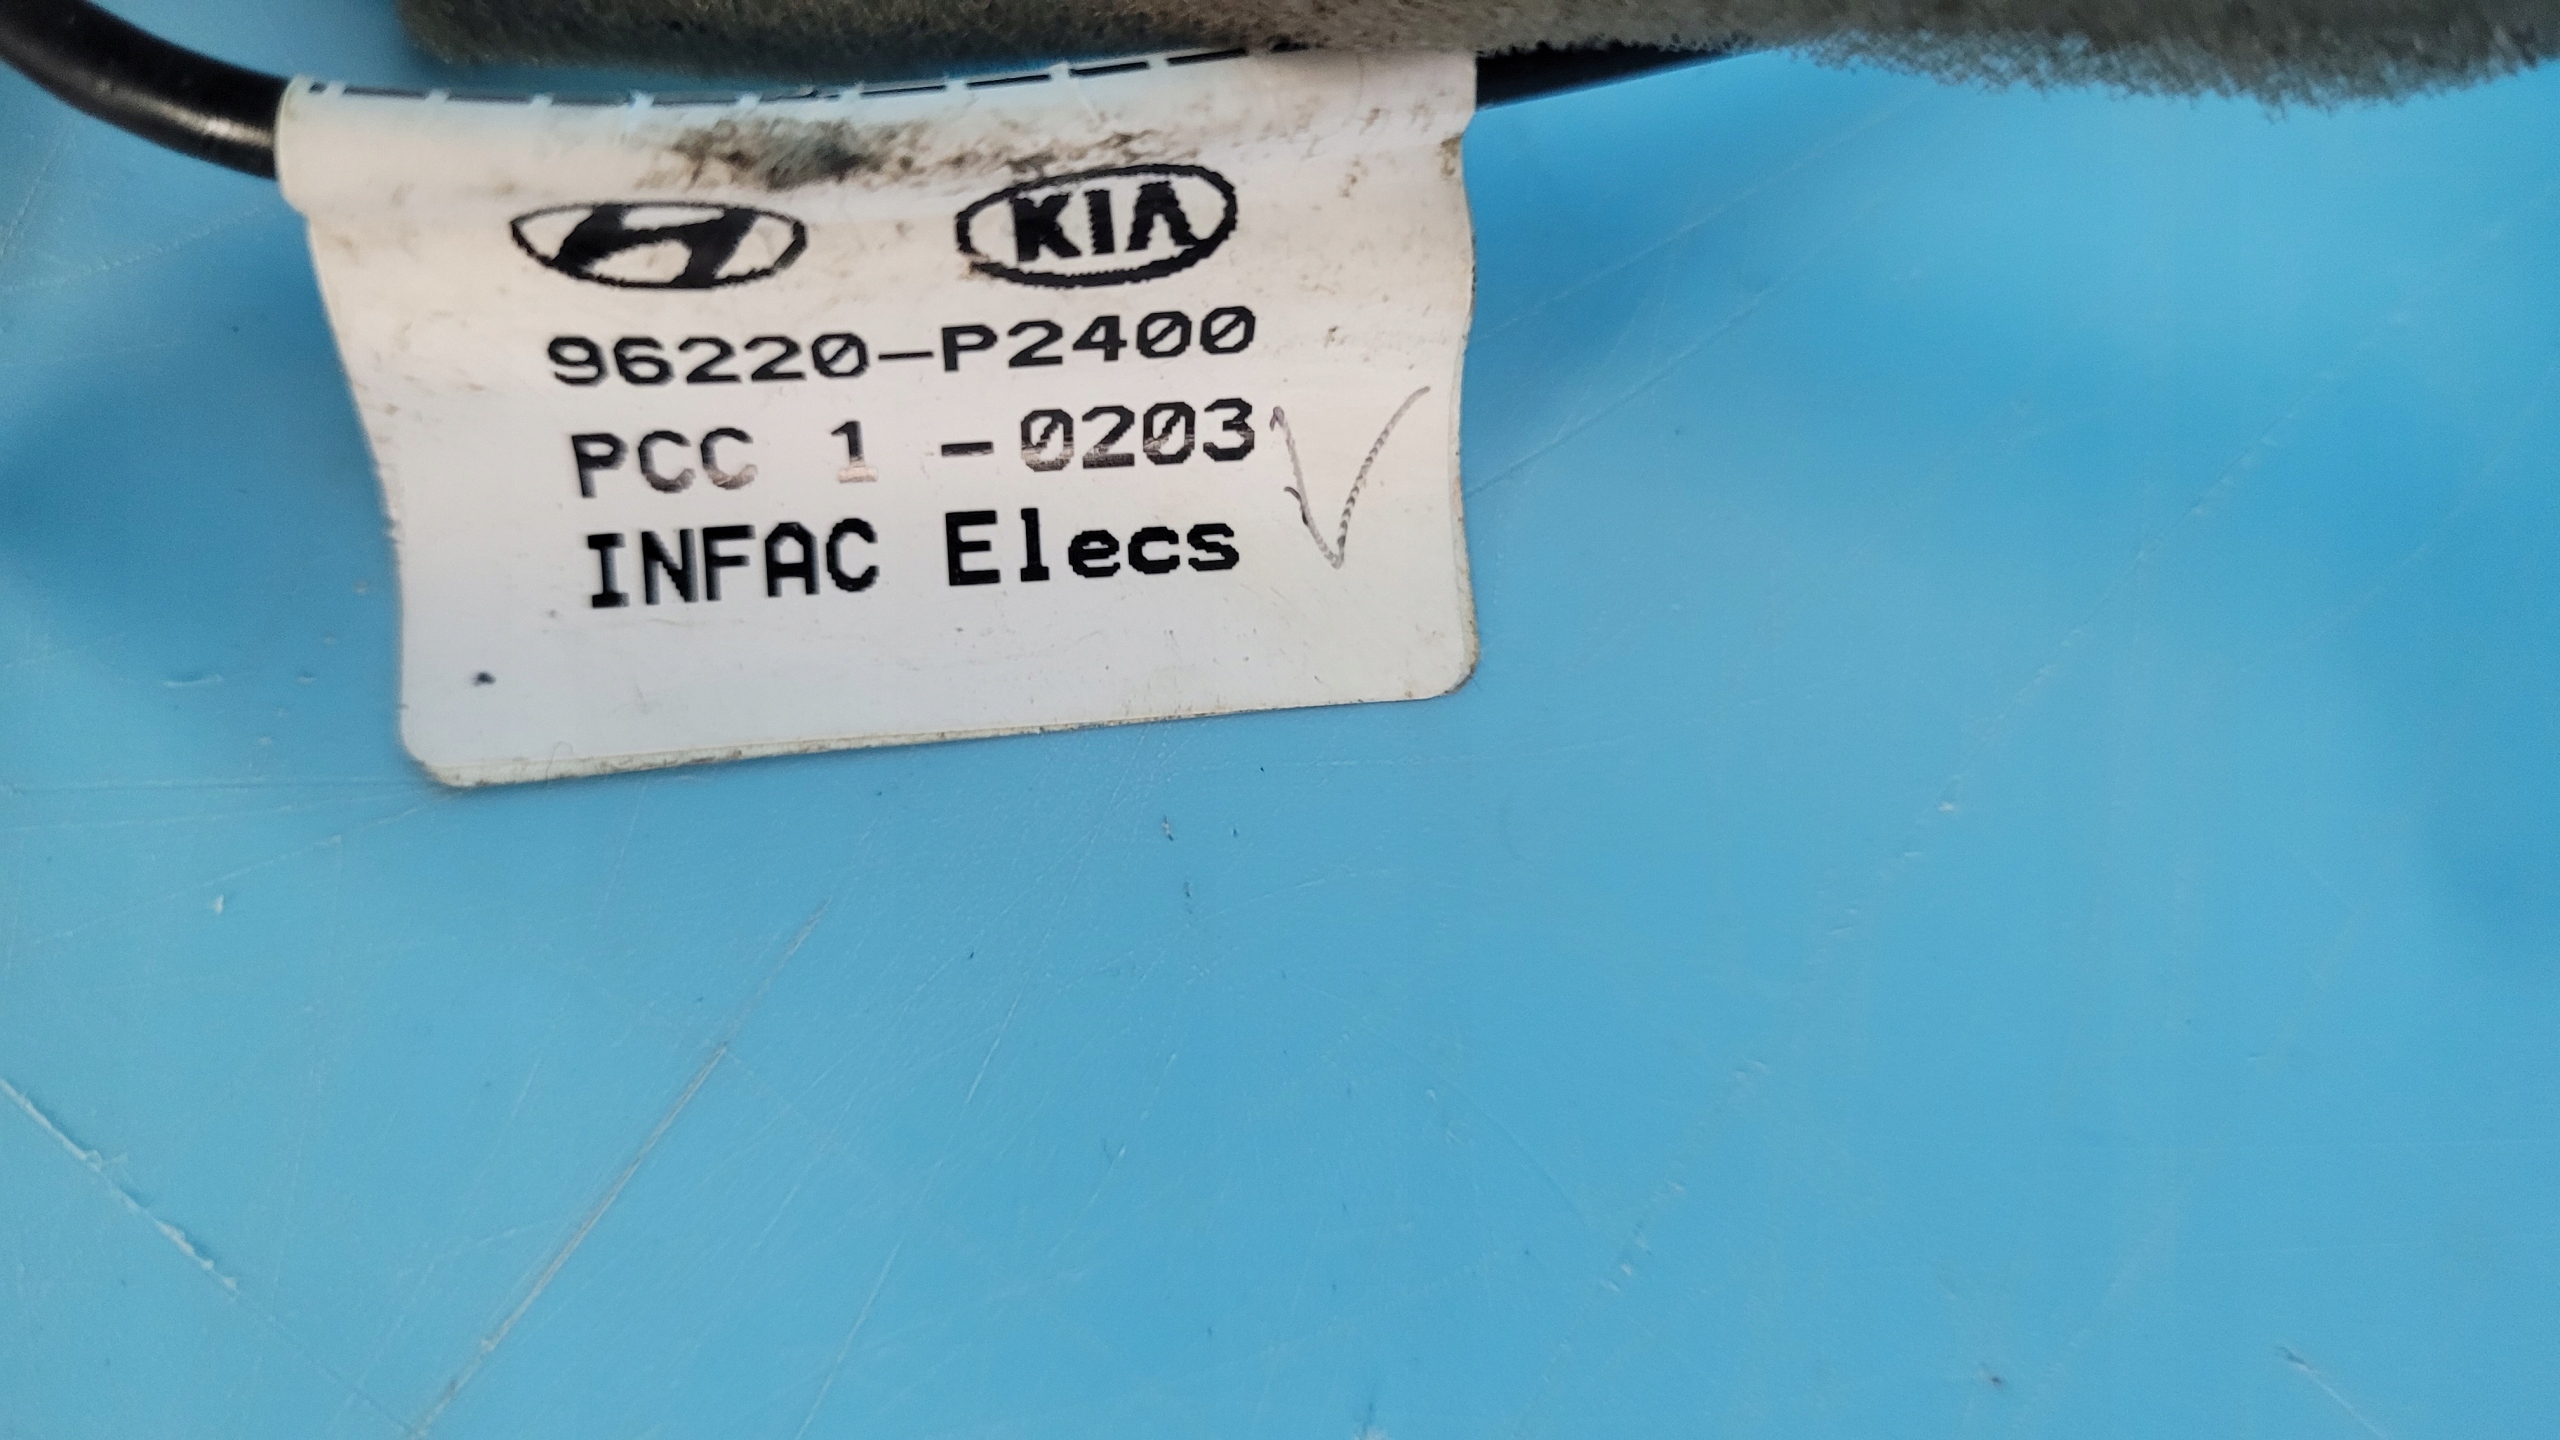 KIA
96220-P2400
PCC 1 -0203
INFAC Elecs